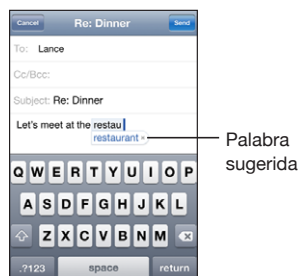 Cancel Re: Dinner Send
To: Lance
Cc/Bcc:
Subject: Re: Dinner
Let's meet at the restau
restaurant ×
Palabra
sugerida
Q W E R T Y U I O P
A S D F G H J K L
Z X C V B N M
.?123 space return